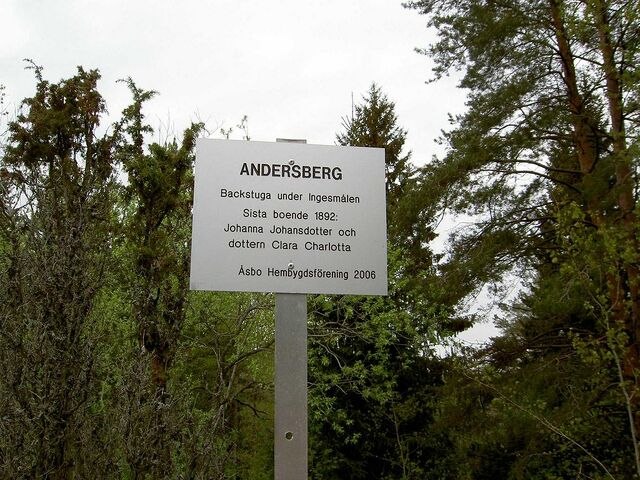 ANDERSBERG
Backstuga under Ingesmålen
Sista boende 1892:
Johanna Johansdotter och
dottern Clara Charlotta
Åsbo Hembygdsförening 2006